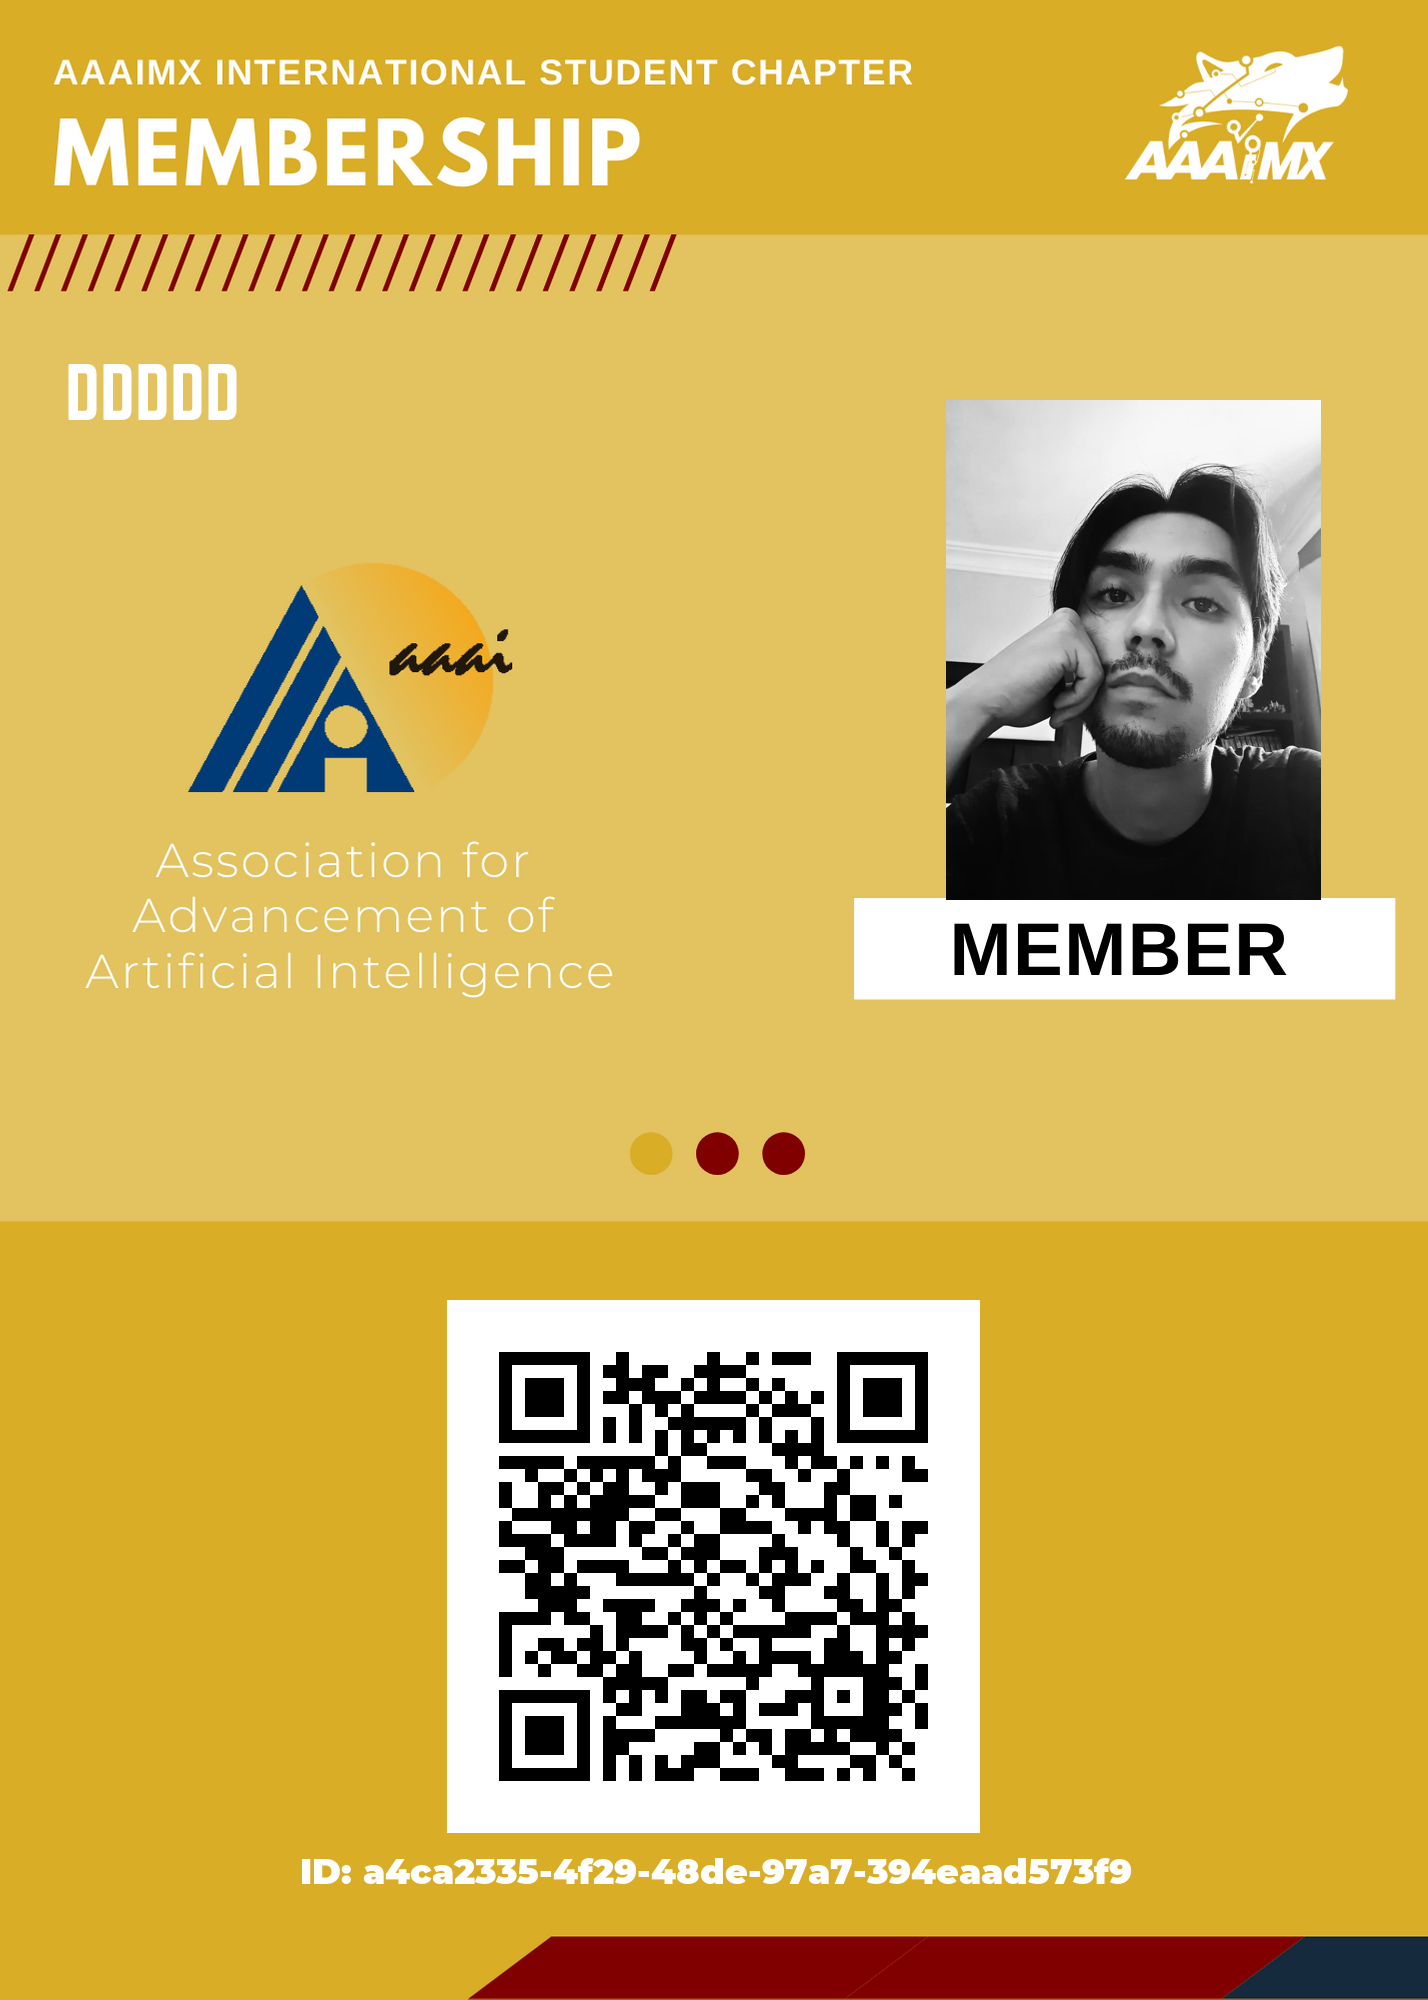 AAAIMX INTERNATIONAL STUDENT CHAPTER
MEMBERSHIP
AAAiMX
DDDDD
aaai
Association for
Advancement of
Artificial Intelligence
MEMBER
ID: a4ca2335-4f29-48de-97a7-394eaad573f9